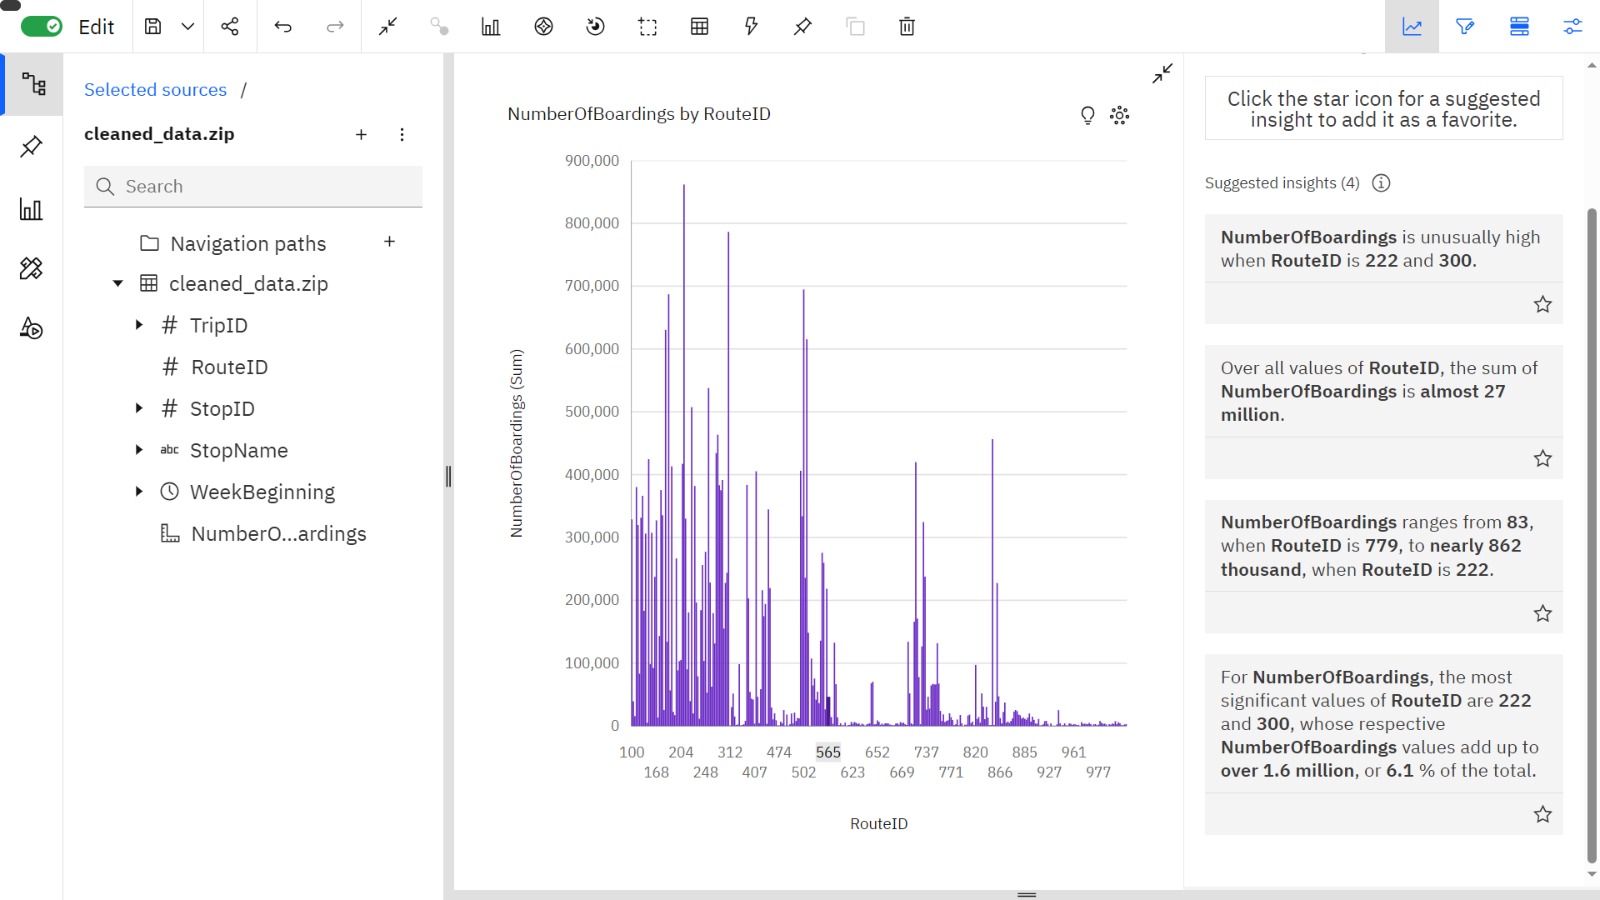 Edit
Selected sources /
cleaned_data.zip
Search
Navigation paths
cleaned_data.zip
TripID
RouteID
StopID
abc StopName
WeekBeginning
NumberO...ardings
NumberOfBoardings by RouteID
900,000
800,000
700,000
600,000
500,000
400,000
300,000
200,000
100,000
0
NumberOfBoardings (Sum)
100 204 312 474 565 652 737 820 885 961
168 248 407 502 623 669 771 866 927 977
RouteID
Click the star icon for a suggested
insight to add it as a favorite.
Suggested insights (4)
NumberOfBoardings is unusually high
when RouteID is 222 and 300.
Over all values of RouteID, the sum of
NumberOfBoardings is almost 27
million.
NumberOfBoardings ranges from 83,
when RouteID is 779, to nearly 862
thousand, when RouteID is 222.
For NumberOfBoardings, the most
significant values of RouteID are 222
and 300, whose respective
NumberOfBoardings values add up to
over 1.6 million, or 6.1 % of the total.